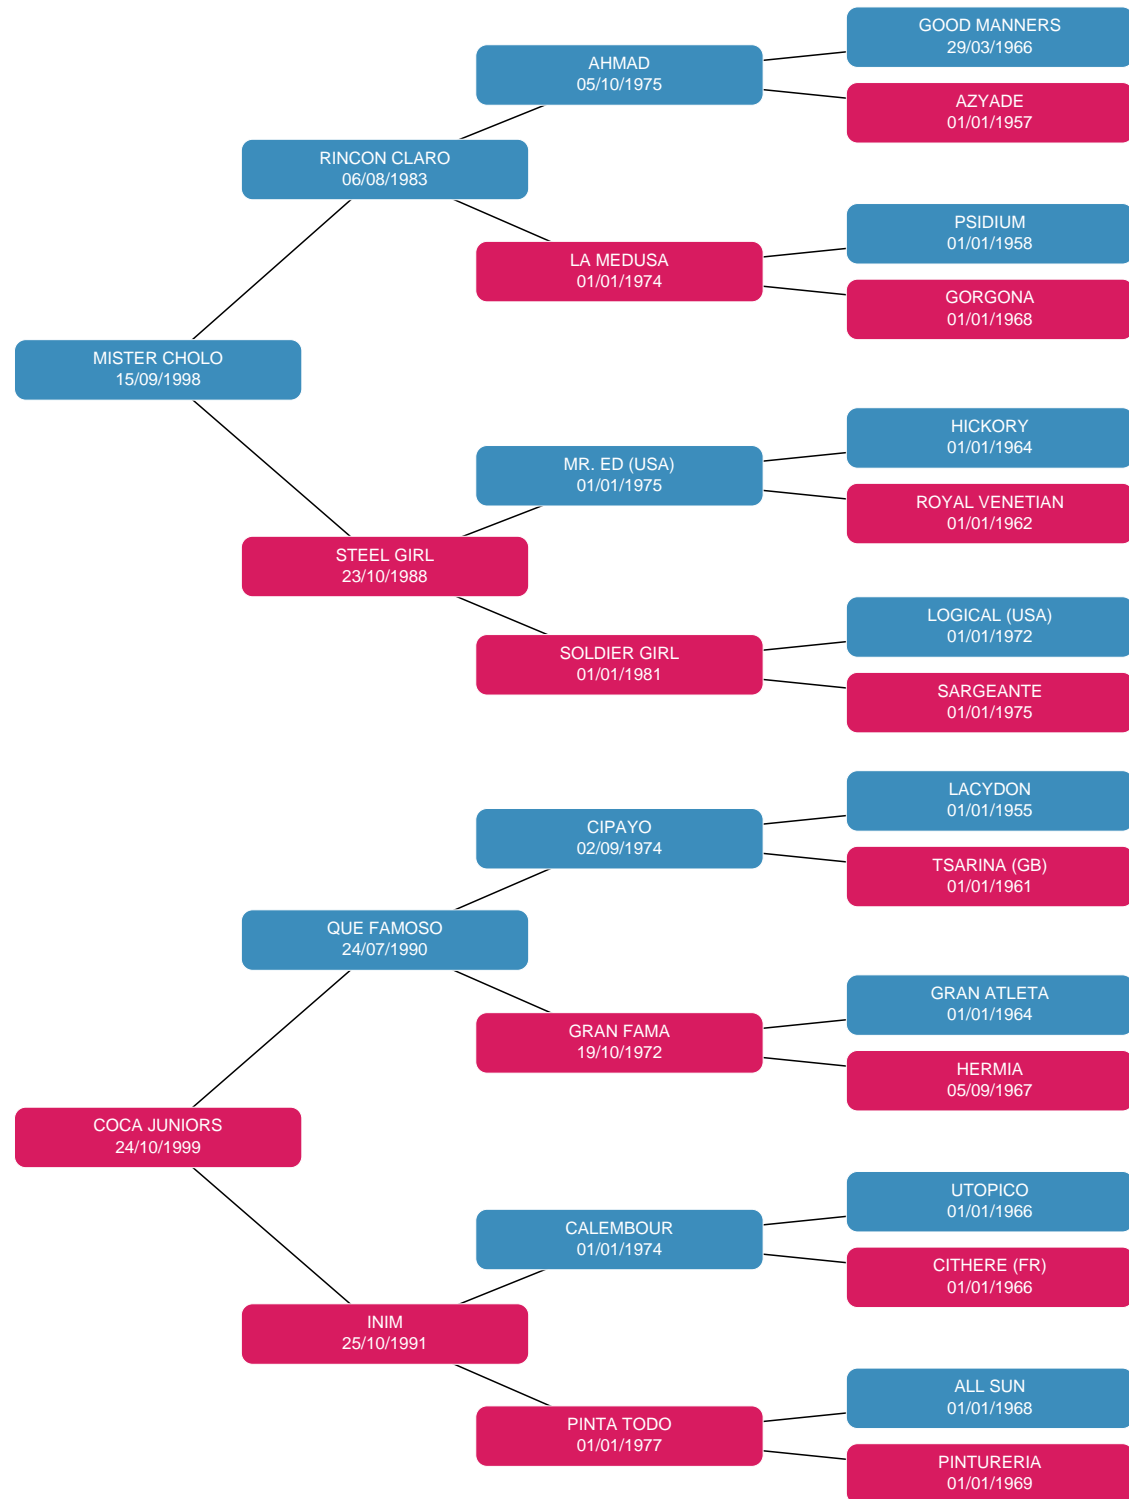 GOOD MANNERS
29/03/1966
AHMAD
05/10/1975
AZYADE
01/01/1957
RINCON CLARO
06/08/1983
PSIDIUM
01/01/1958
LA MEDUSA
01/01/1974
GORGONA
01/01/1968
MISTER CHOLO
15/09/1998
HICKORY
01/01/1964
MR. ED (USA)
01/01/1975
ROYAL VENETIAN
01/01/1962
STEEL GIRL
23/10/1988
LOGICAL (USA)
01/01/1972
SOLDIER GIRL
01/01/1981
SARGEANTE
01/01/1975
LACYDON
01/01/1955
CIPAYO
02/09/1974
TSARINA (GB)
01/01/1961
QUE FAMOSO
24/07/1990
GRAN ATLETA
01/01/1964
GRAN FAMA
19/10/1972
HERMIA
05/09/1967
COCA JUNIORS
24/10/1999
UTOPICO
01/01/1966
CALEMBOUR
01/01/1974
CITHERE (FR)
01/01/1966
INIM
25/10/1991
ALL SUN
01/01/1968
PINTA TODO
01/01/1977
PINTURERIA
01/01/1969